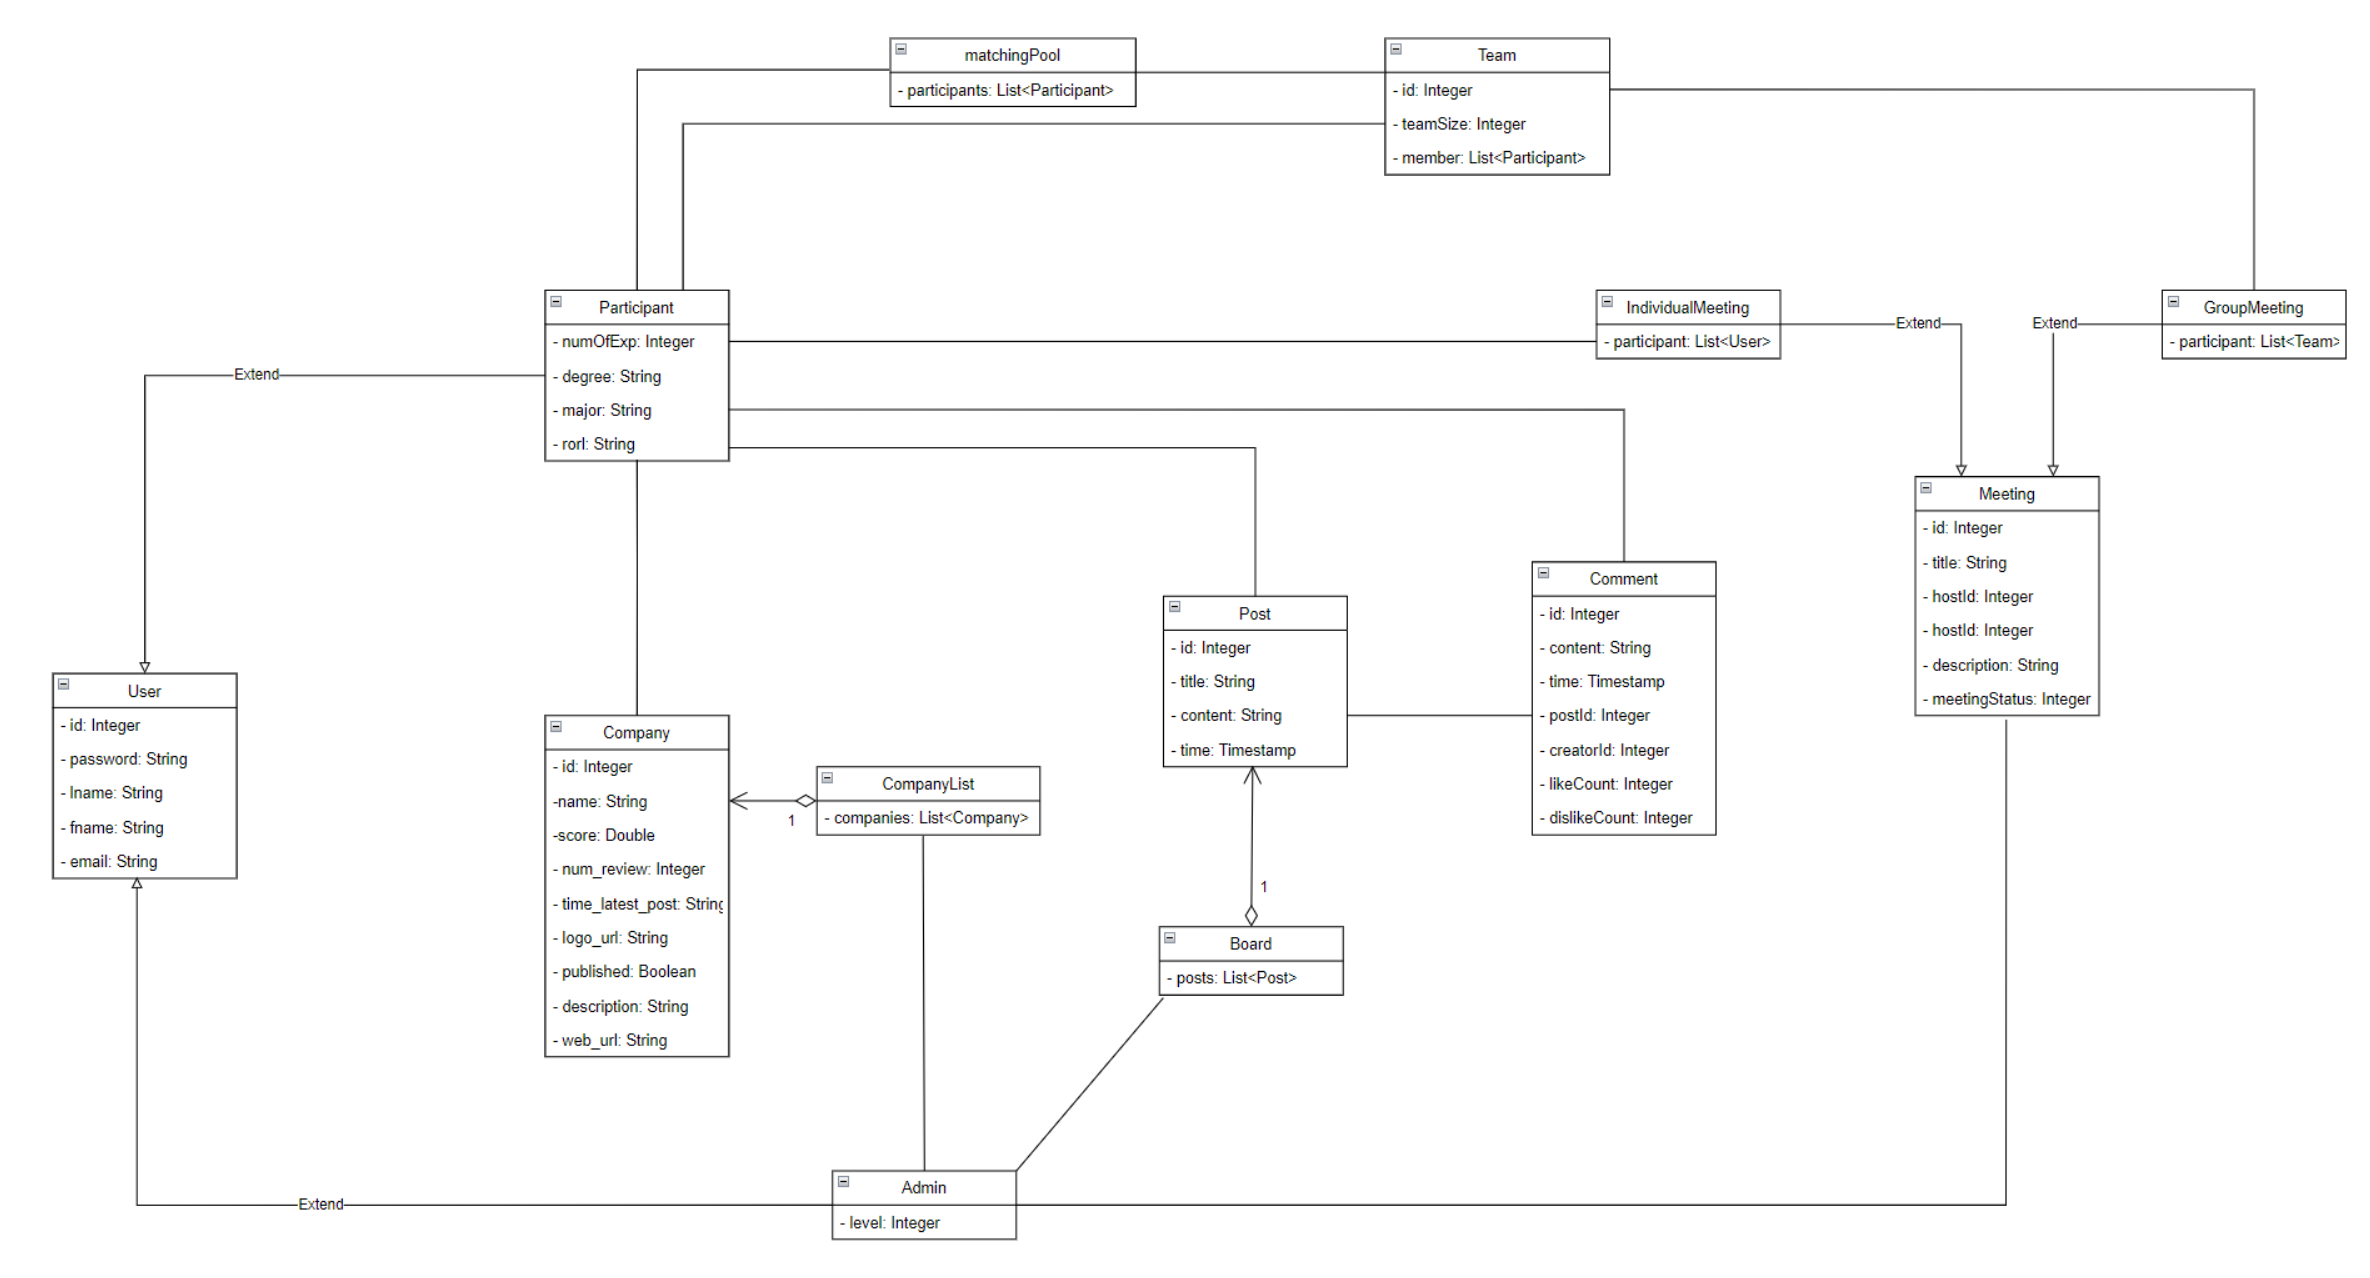 matchingPool
- participants: List<Participant>
Team
- id: Integer
- teamSize: Integer
- member: List<Participant>
Participant
- numOfExp: Integer
- degree: String
- major: String
- rorl: String
IndividualMeeting
- participant: List<User>
Extend
Extend
GroupMeeting
- participant: List<Team>
Extend
Meeting
- id: Integer
- title: String
- hostId: Integer
- hostId: Integer
- description: String
- meetingStatus: Integer
Comment
- id: Integer
- content: String
- time: Timestamp
- postId: Integer
- creatorId: Integer
- likeCount: Integer
- dislikeCount: Integer
Post
- id: Integer
- title: String
- content: String
- time: Timestamp
User
- id: Integer
- password: String
- lname: String
- fname: String
- email: String
Company
- id: Integer
-name: String
-score: Double
- num_review: Integer
- time_latest_post: String
- logo_url: String
- published: Boolean
- description: String
- web_url: String
1
CompanyList
- companies: List<Company>
1
Board
- posts: List<Post>
Extend
Admin
- level: Integer